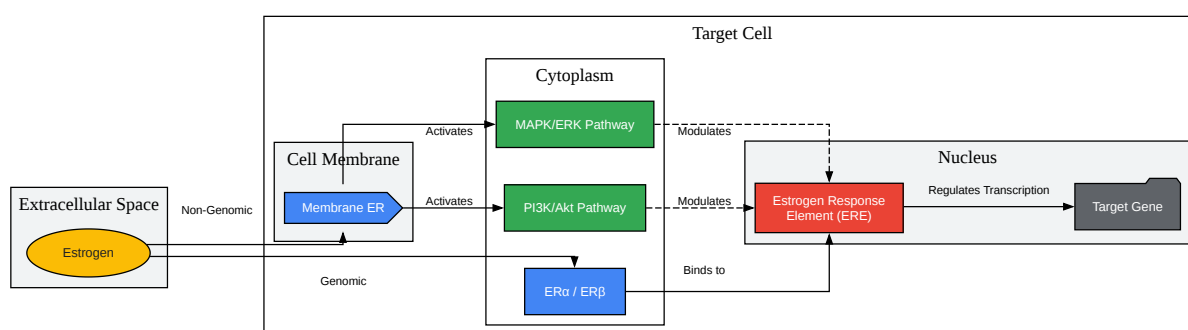 Target Cell
Cytoplasm
MAPK/ERK Pathway
Activates
Modulates
Cell Membrane
Nucleus
Extracellular Space
Non-Genomic
Membrane ER
Activates
PI3K/Akt Pathway
Modulates
Estrogen Response
Element (ERE)
Regulates Transcription
Target Gene
Estrogen
Genomic
ERα / ERβ
Binds to